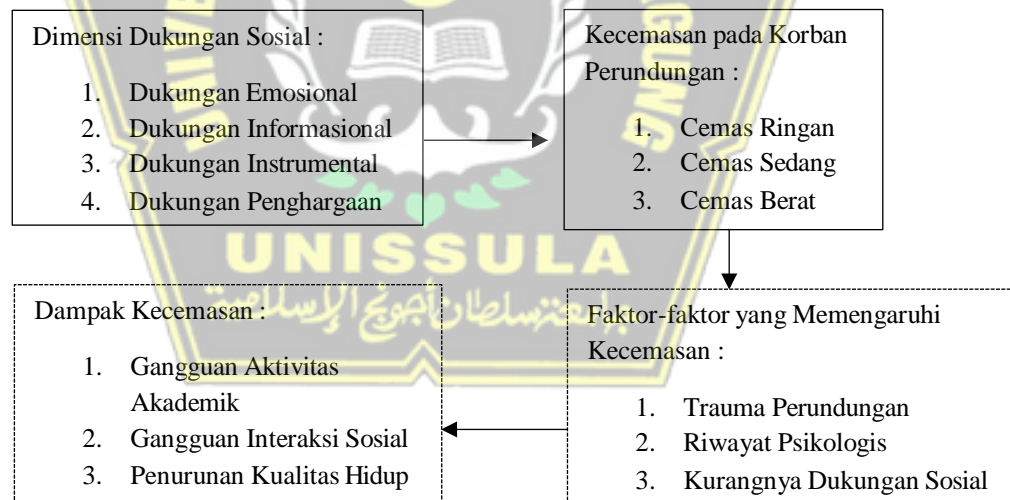 Dimensi Dukungan Sosial :
1. Dukungan Emosional
2. Dukungan Informasional
3. Dukungan Instrumental
4. Dukungan Penghargaan
Kecemasan pada Korban
Perundungan :
1. Cemas Ringan
2. Cemas Sedang
3. Cemas Berat
UNISSULA
جامعتسلطان أجونج الإسلامية
Dampak Kecemasan :
1. Gangguan Aktivitas
Akademik
2. Gangguan Interaksi Sosial
3. Penurunan Kualitas Hidup
Faktor-faktor yang Memengaruhi
Kecemasan :
1. Trauma Perundungan
2. Riwayat Psikologis
3. Kurangnya Dukungan Sosial